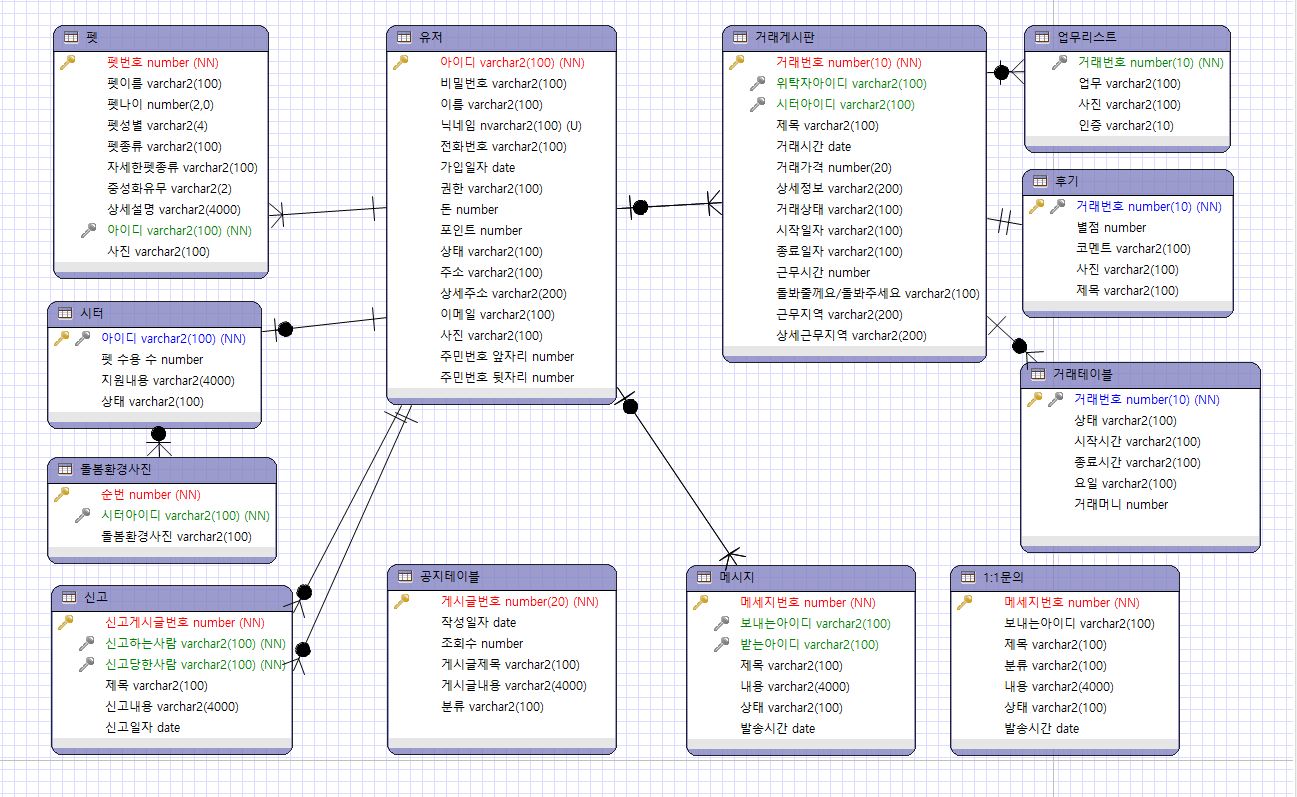 펫
펫번호 number (NN)
펫이름 varchar2(100)
펫나이 number(2,0)
펫성별 varchar2(4)
펫종류 varchar2(100)
자세한펫종류 varchar2(100)
중성화유무 varchar2(2)
상세설명 varchar2(4000)
아이디 varchar2(100) (NN)
사진 varchar2(100)
유저
아이디 varchar2(100) (NN)
비밀번호 varchar2(100)
이름 varchar2(100)
닉네임 nvarchar2(100) (U)
전화번호 varchar2(100)
가입일자 date
권한 varchar2(100)
돈 number
포인트 number
상태 varchar2(100)
주소 varchar2(100)
상세주소 varchar2(200)
이메일 varchar2(100)
사진 varchar2(100)
주민번호 앞자리 number
주민번호 뒷자리 number
거래게시판
거래번호 number(10) (NN)
위탁자아이디 varchar2(100)
시터아이디 varchar2(100)
제목 varchar2(100)
거래시간 date
거래가격 number(20)
상세정보 varchar2(200)
거래상태 varchar2(100)
시작일자 varchar2(100)
종료일자 varchar2(100)
근무시간 number
돌봐줄께요/돌봐주세요 varchar2(100)
근무지역 varchar2(200)
상세근무지역 varchar2(200)
업무리스트
거래번호 number(10) (NN)
업무 varchar2(100)
사진 varchar2(100)
인증 varchar2(10)
후기
거래번호 number(10) (NN)
별점 number
코멘트 varchar2(100)
사진 varchar2(100)
제목 varchar2(100)
시터
아이디 varchar2(100) (NN)
펫 수용 수 number
지원내용 varchar2(4000)
상태 varchar2(100)
거래테이블
거래번호 number(10) (NN)
상태 varchar2(100)
시작시간 varchar2(100)
종료시간 varchar2(100)
요일 varchar2(100)
거래머니 number
돌봄환경사진
순번 number (NN)
시터아이디 varchar2(100) (NN)
돌봄환경사진 varchar2(100)
신고
신고게시글번호 number (NN)
신고하는사람 varchar2(100) (NN)
신고당한사람 varchar2(100) (NN)
제목 varchar2(100)
신고내용 varchar2(4000)
신고일자 date
공지테이블
게시글번호 number(20) (NN)
작성일자 date
조회수 number
게시글제목 varchar2(100)
게시글내용 varchar2(4000)
분류 varchar2(100)
메시지
메세지번호 number (NN)
보내는아이디 varchar2(100)
받는아이디 varchar2(100)
제목 varchar2(100)
내용 varchar2(4000)
상태 varchar2(100)
발송시간 date
1:1문의
메세지번호 number (NN)
보내는아이디 varchar2(100)
제목 varchar2(100)
분류 varchar2(100)
내용 varchar2(4000)
상태 varchar2(100)
발송시간 date